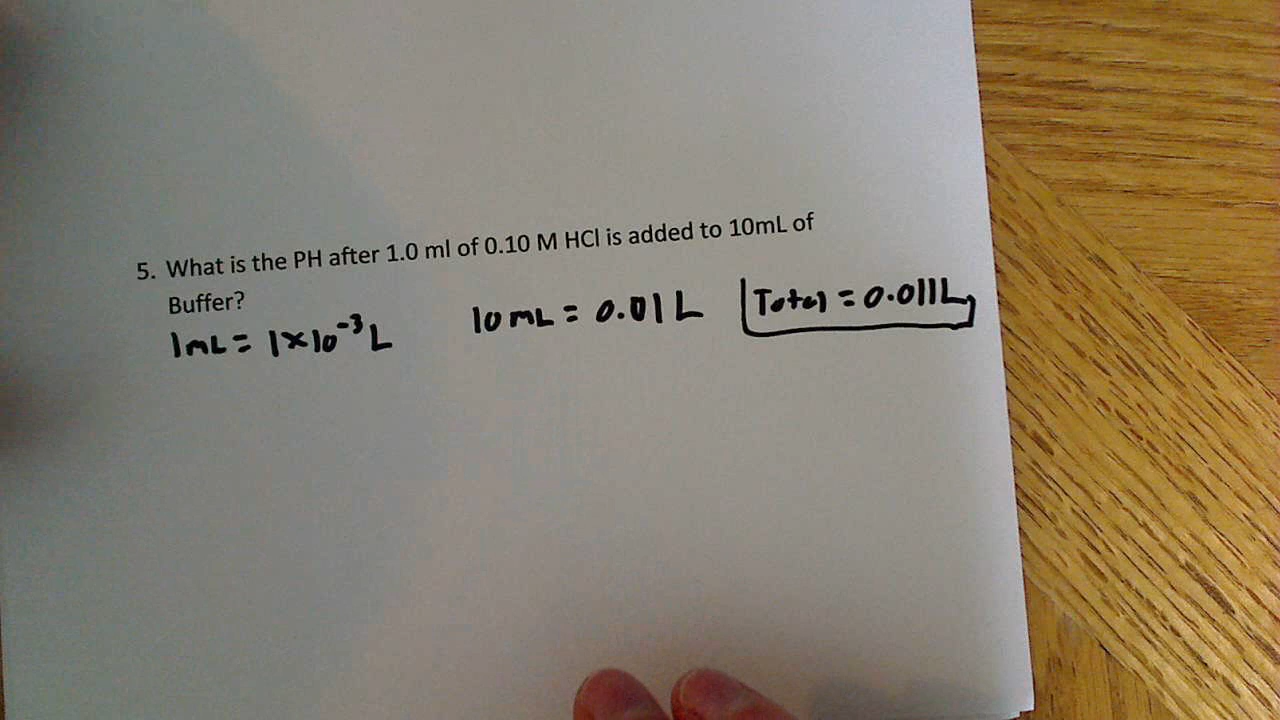 5. What is the PH after 1.0 ml of 0.10 M HCl is added to 10mL of
Buffer?
1mL = 1×10⁻³ L 10mL = 0.01 L Total = 0.011L